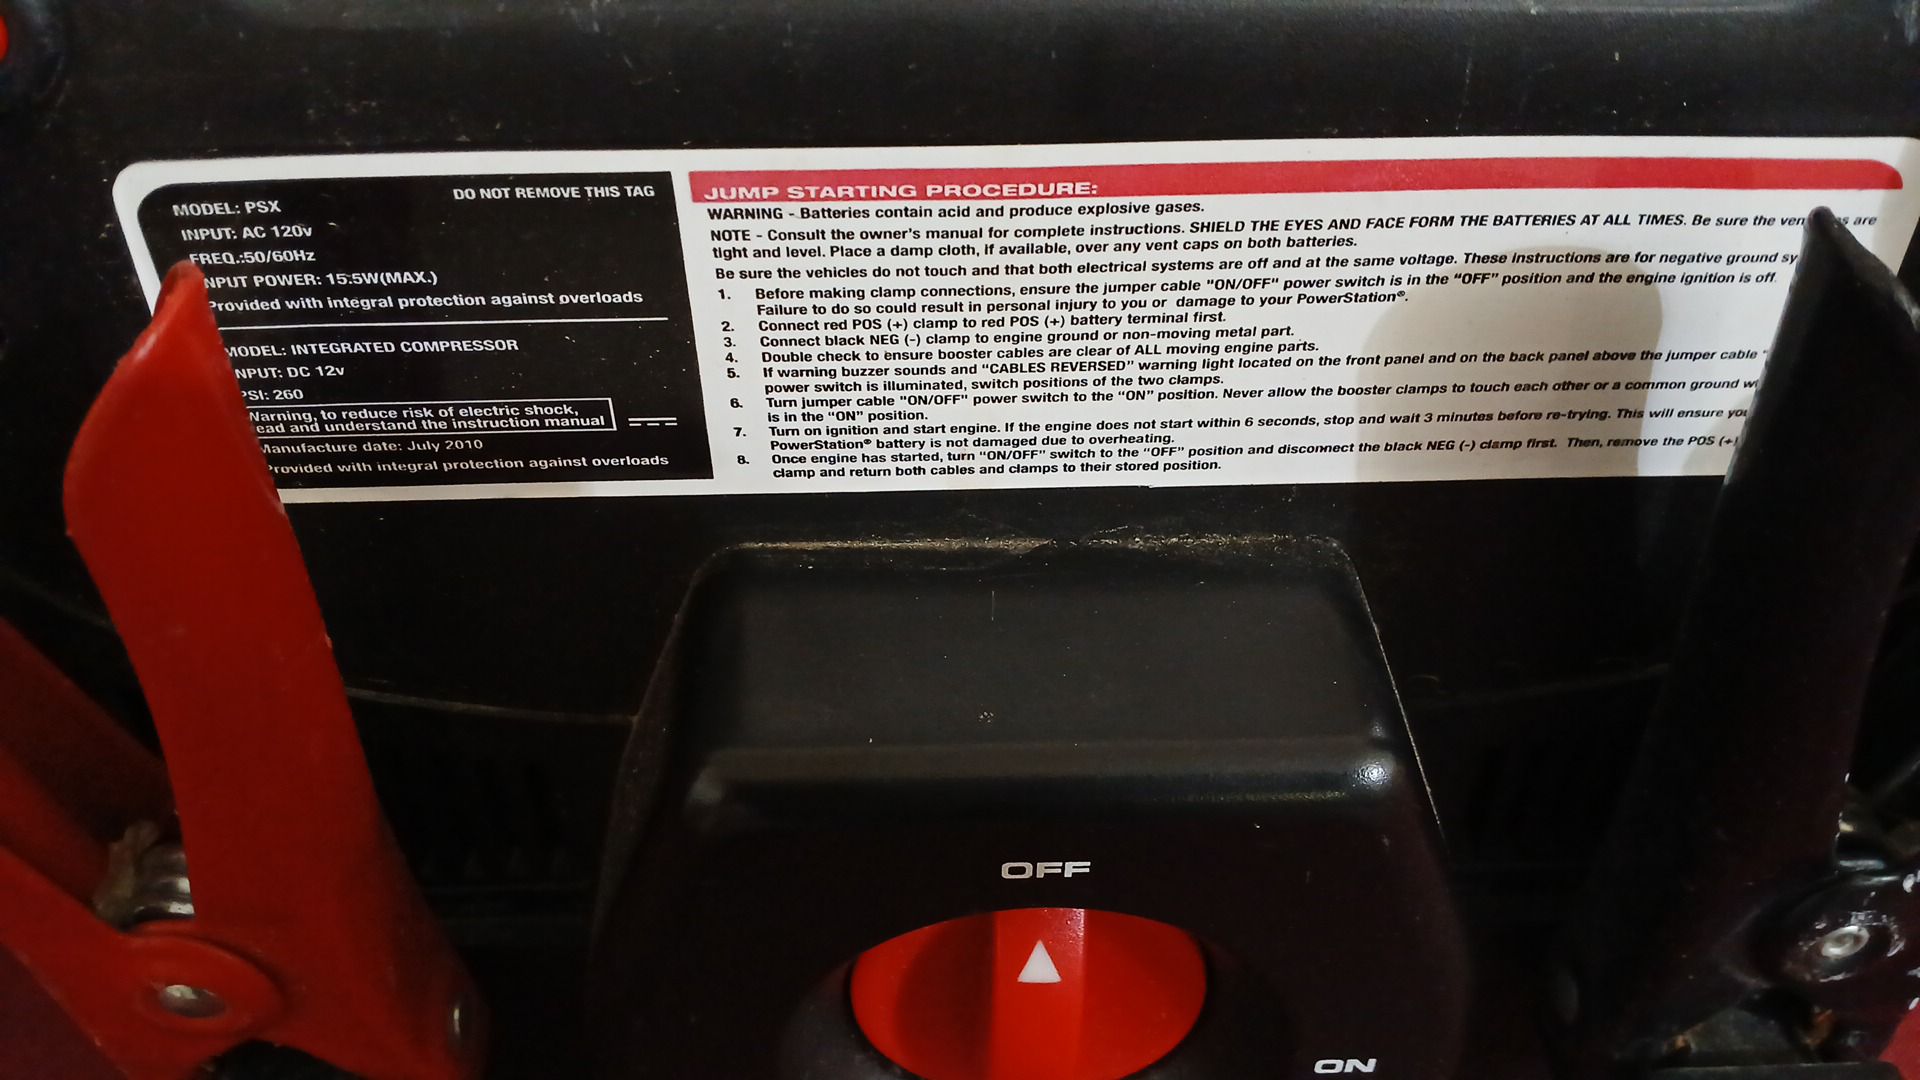 DO NOT REMOVE THIS TAG
MODEL: PSX
INPUT: AC 120v
FREQ.:50/60Hz
NPUT POWER: 15.5W(MAX.)
Provided with integral protection against overloads
MODEL: INTEGRATED COMPRESSOR
NPUT: DC 12v
PSI: 260
Warning, to reduce risk of electric shock,
ead and understand the instruction manual
Manufacture date: July 2010
Provided with integral protection against overloads
JUMP STARTING PROCEDURE:
WARNING - Batteries contain acid and produce explosive gases.
NOTE - Consult the owner's manual for complete instructions. SHIELD THE EYES AND FACE FORM THE BATTERIES AT ALL TIMES. Be sure the are
tight and level. Place a damp cloth, if available, over any vent caps on both batteries.
Be sure the vehicles do not touch and that both electrical systems are off and at the same voltage. These instructions are for negative ground sy
1. Before making clamp connections, ensure the jumper cable "ON/OFF" power switch is in the "OFF" position and the engine ignition is off.
Failure to do so could result in personal injury to you or damage to your PowerStation®.
2. Connect red POS (+) clamp to red POS (+) battery terminal first.
3. Connect black NEG (-) clamp to engine ground or non-moving metal part.
4. Double check to ensure booster cables are clear of ALL moving engine parts.
5. If warning buzzer sounds and "CABLES REVERSED" warning light located on the front panel and on the back panel above the jumper cable "
power switch is illuminated, switch positions of the two clamps.
6. Turn jumper cable "ON/OFF" power switch to the "ON" position. Never allow the booster clamps to touch each other or a common ground w
is in the "ON" position.
7. Turn on ignition and start engine. If the engine does not start within 6 seconds, stop and wait 3 minutes before re-trying. This will ensure you
PowerStation® battery is not damaged due to overheating.
8. Once engine has started, turn "ON/OFF" switch to the "OFF" position and disconnect the black NEG (-) clamp first. Then, remove the POS (+)
clamp and return both cables and clamps to their stored position.
OFF
ON